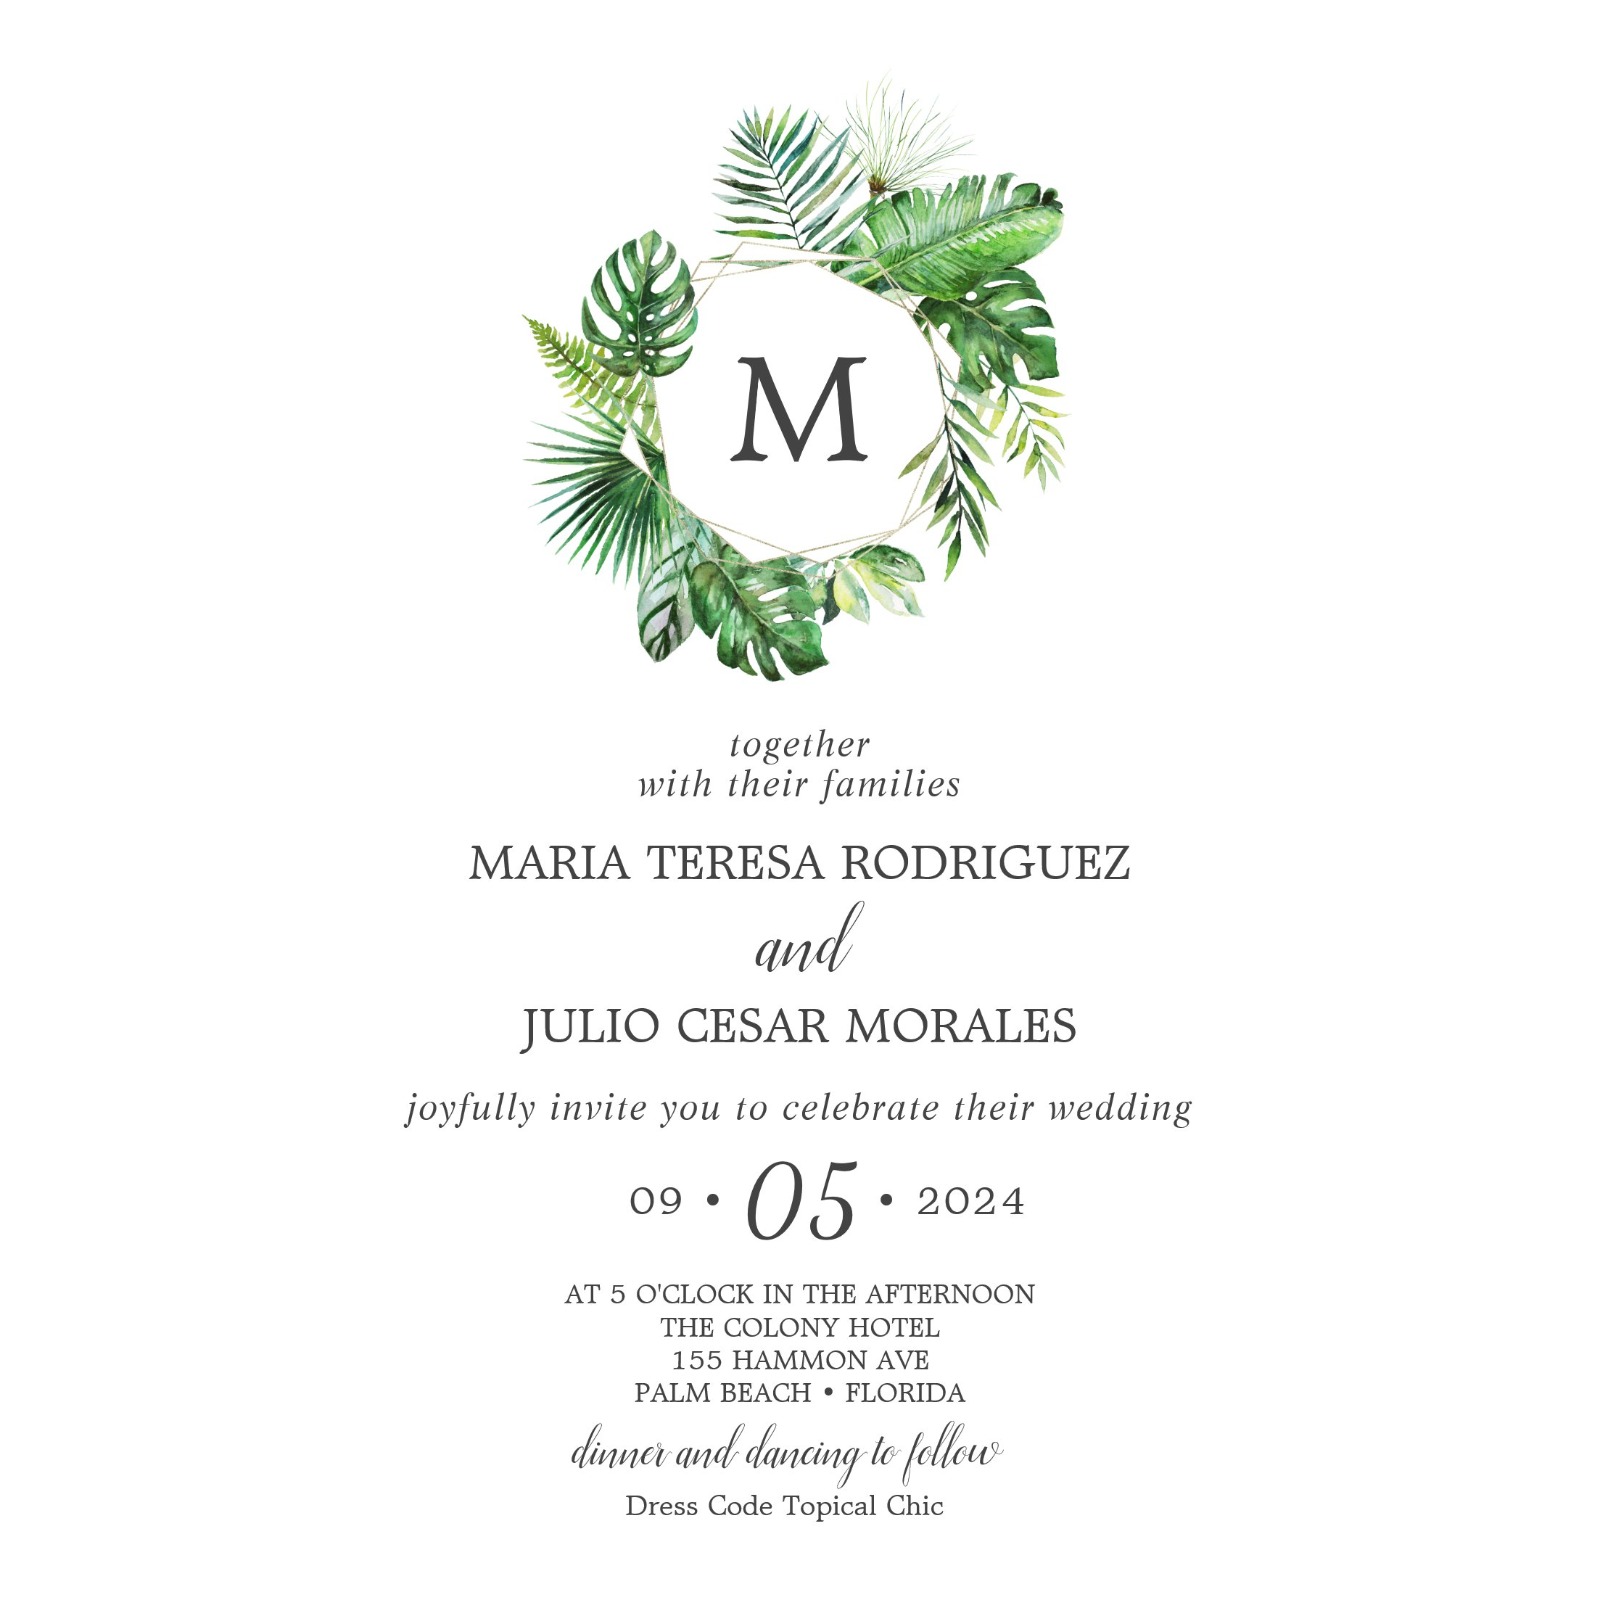 M
together
with their families
MARIA TERESA RODRIGUEZ
and
JULIO CESAR MORALES
joyfully invite you to celebrate their wedding
09 • 05 • 2024
AT 5 O'CLOCK IN THE AFTERNOON
THE COLONY HOTEL
155 HAMMON AVE
PALM BEACH • FLORIDA
dinner and dancing to follow
Dress Code Topical Chic